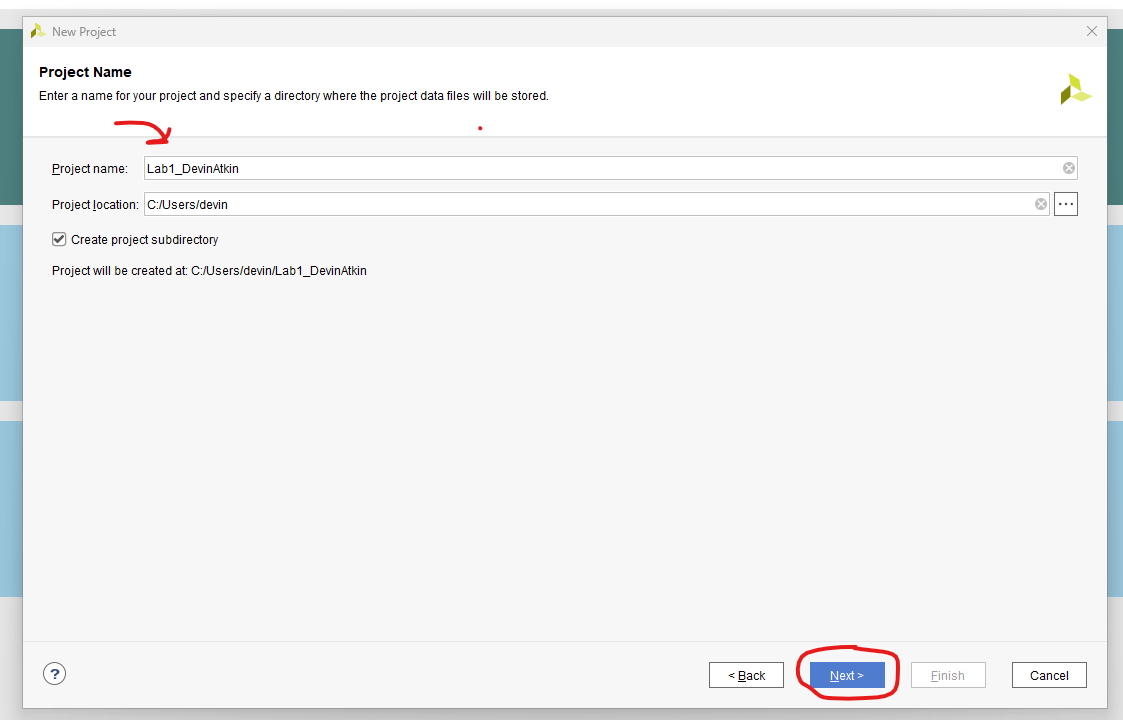 New Project
Project Name
Enter a name for your project and specify a directory where the project data files will be stored.
Project name: Lab1_DevinAtkin
Project location: C:/Users/devin ...
Create project subdirectory
Project will be created at: C:/Users/devin/Lab1_DevinAtkin
? < Back Next > Finish Cancel